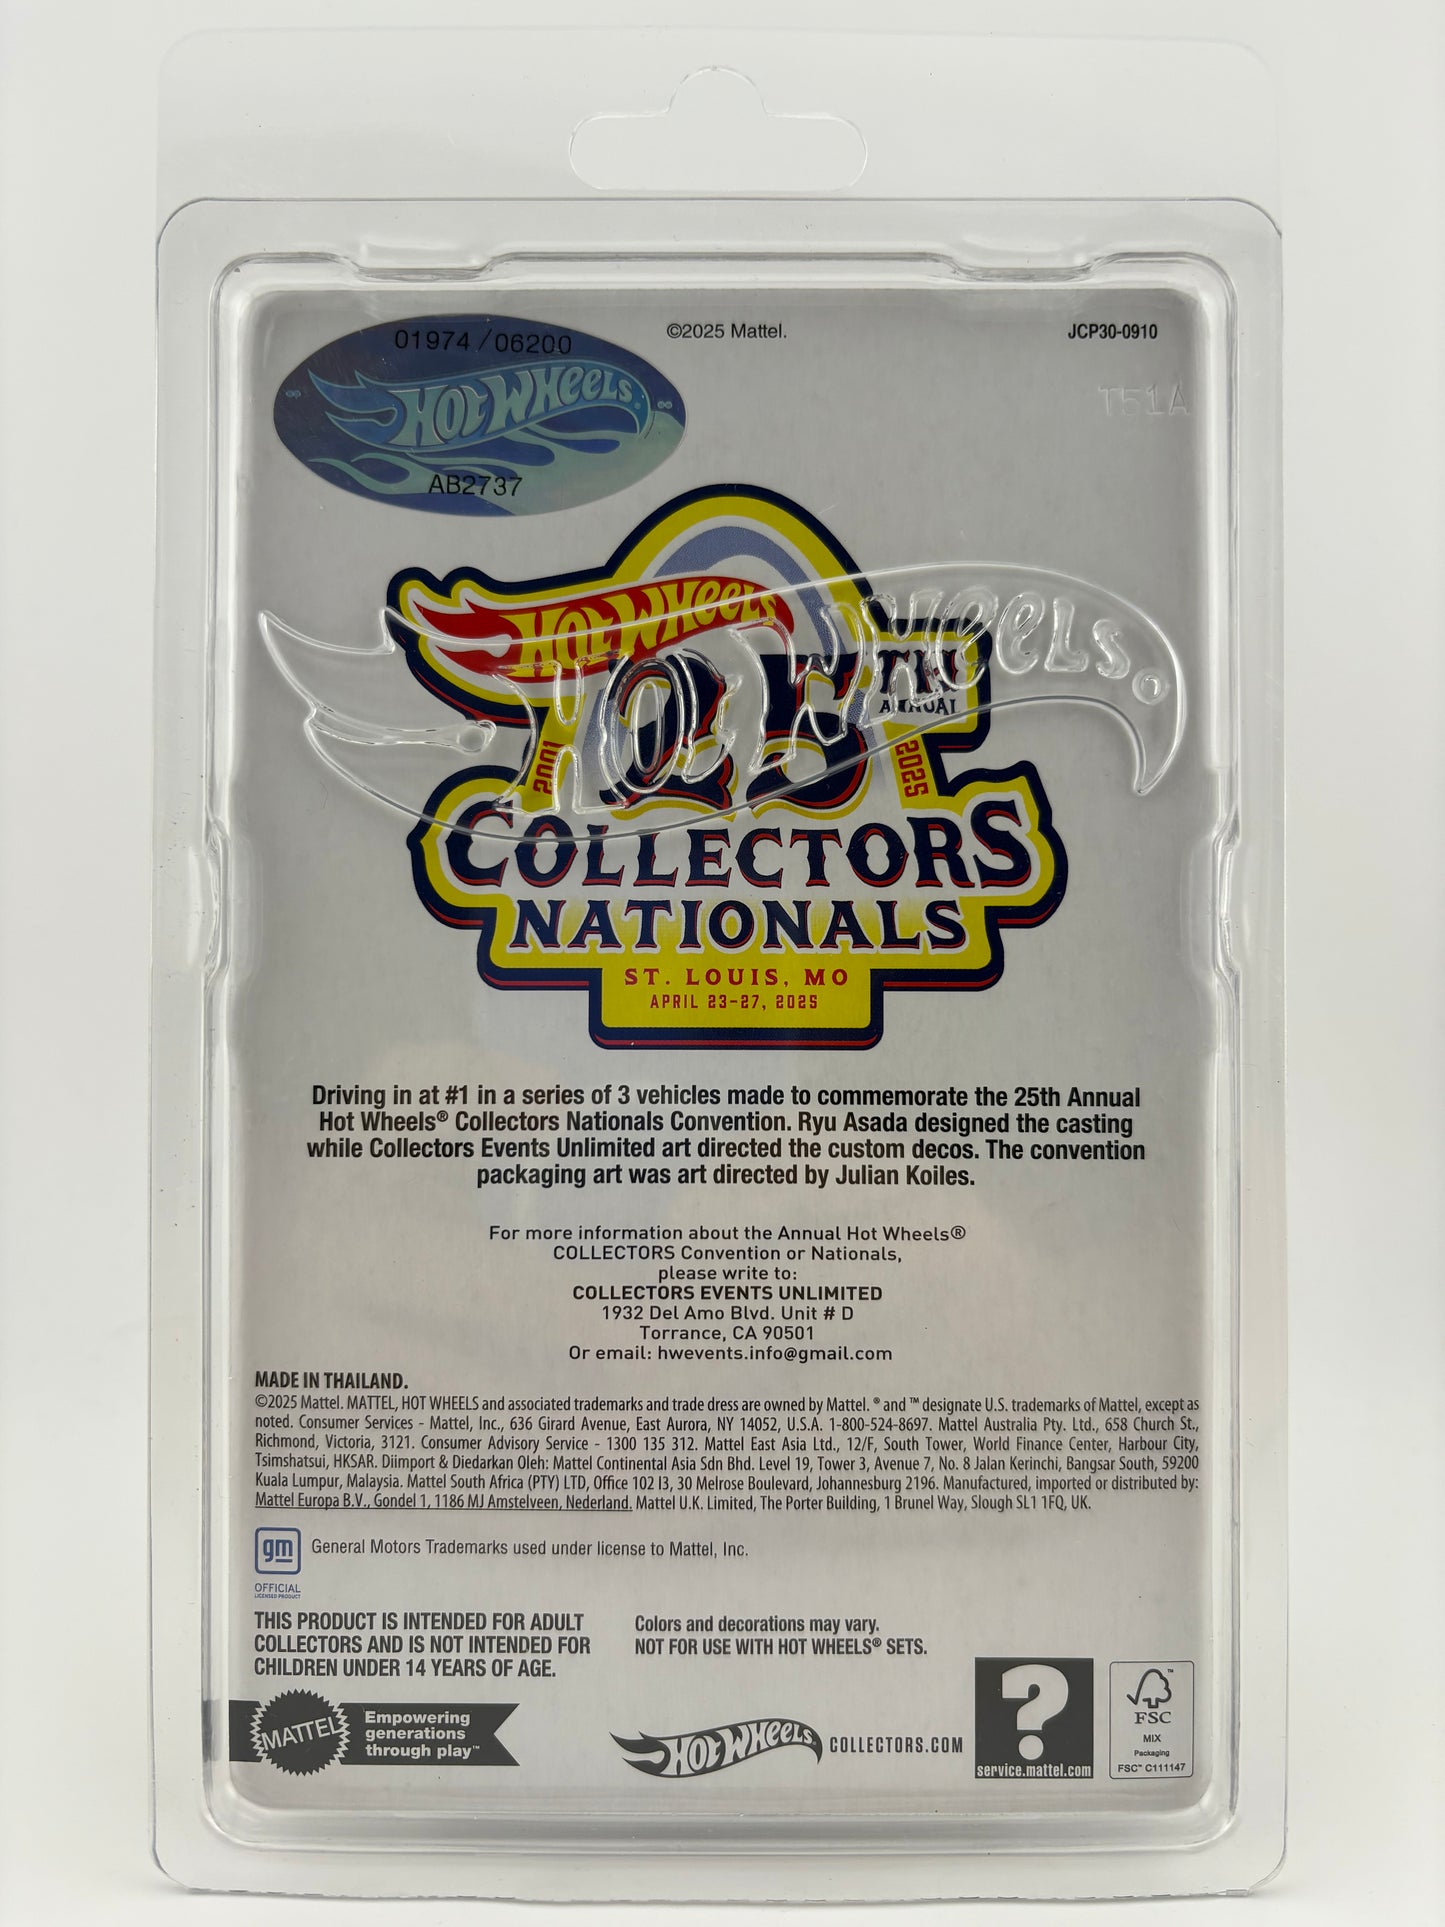 01974/06200
HOT WHEELS
AB2737
©2025 Mattel.
JCP30-0910
T51A
HOT WHEELS
HOT WHEELS.
25TH
ANNUAL
2001
2025
COLLECTORS
NATIONALS
ST. LOUIS, MO
APRIL 23-27, 2025
Driving in at #1 in a series of 3 vehicles made to commemorate the 25th Annual
Hot Wheels® Collectors Nationals Convention. Ryu Asada designed the casting
while Collectors Events Unlimited art directed the custom decos. The convention
packaging art was art directed by Julian Koiles.
For more information about the Annual Hot Wheels®
COLLECTORS Convention or Nationals,
please write to:
COLLECTORS EVENTS UNLIMITED
1932 Del Amo Blvd. Unit # D
Torrance, CA 90501
Or email: hwevents.info@gmail.com
MADE IN THAILAND.
©2025 Mattel. MATTEL, HOT WHEELS and associated trademarks and trade dress are owned by Mattel. ® and ™ designate U.S. trademarks of Mattel, except as
noted. Consumer Services - Mattel, Inc., 636 Girard Avenue, East Aurora, NY 14052, U.S.A. 1-800-524-8697. Mattel Australia Pty. Ltd., 658 Church St.,
Richmond, Victoria, 3121. Consumer Advisory Service - 1300 135 312. Mattel East Asia Ltd., 12/F, South Tower, World Finance Center, Harbour City,
Tsimshatsui, HKSAR. Diimport & Diedarkan Oleh: Mattel Continental Asia Sdn Bhd. Level 19, Tower 3, Avenue 7, No. 8 Jalan Kerinchi, Bangsar South, 59200
Kuala Lumpur, Malaysia. Mattel South Africa (PTY) LTD, Office 102 I3, 30 Melrose Boulevard, Johannesburg 2196. Manufactured, imported or distributed by:
Mattel Europa B.V., Gondel 1, 1186 MJ Amstelveen, Nederland. Mattel U.K. Limited, The Porter Building, 1 Brunel Way, Slough SL1 1FQ, UK.
gm
OFFICIAL
LICENSED PRODUCT
General Motors Trademarks used under license to Mattel, Inc.
THIS PRODUCT IS INTENDED FOR ADULT
COLLECTORS AND IS NOT INTENDED FOR
CHILDREN UNDER 14 YEARS OF AGE.
Colors and decorations may vary.
NOT FOR USE WITH HOT WHEELS® SETS.
MATTEL
Empowering
generations
through play™
HOT WHEELS
COLLECTORS.COM
?
service.mattel.com
FSC
MIX
Packaging
FSC™ C111147